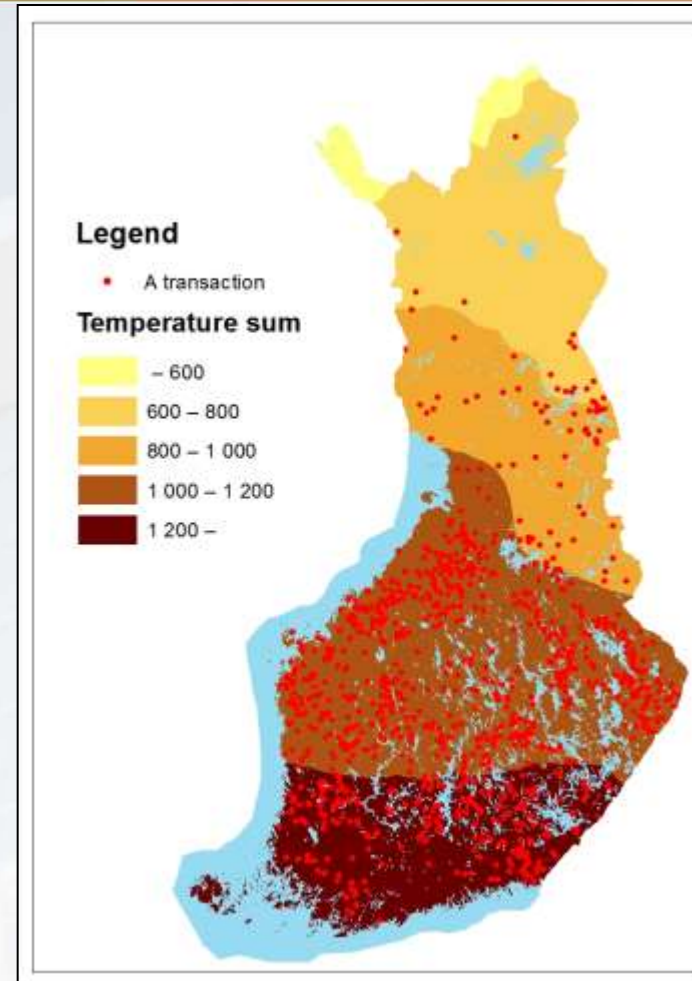 Legend
A transaction
Temperature sum
– 600
600 – 800
800 – 1 000
1 000 – 1 200
1 200 –